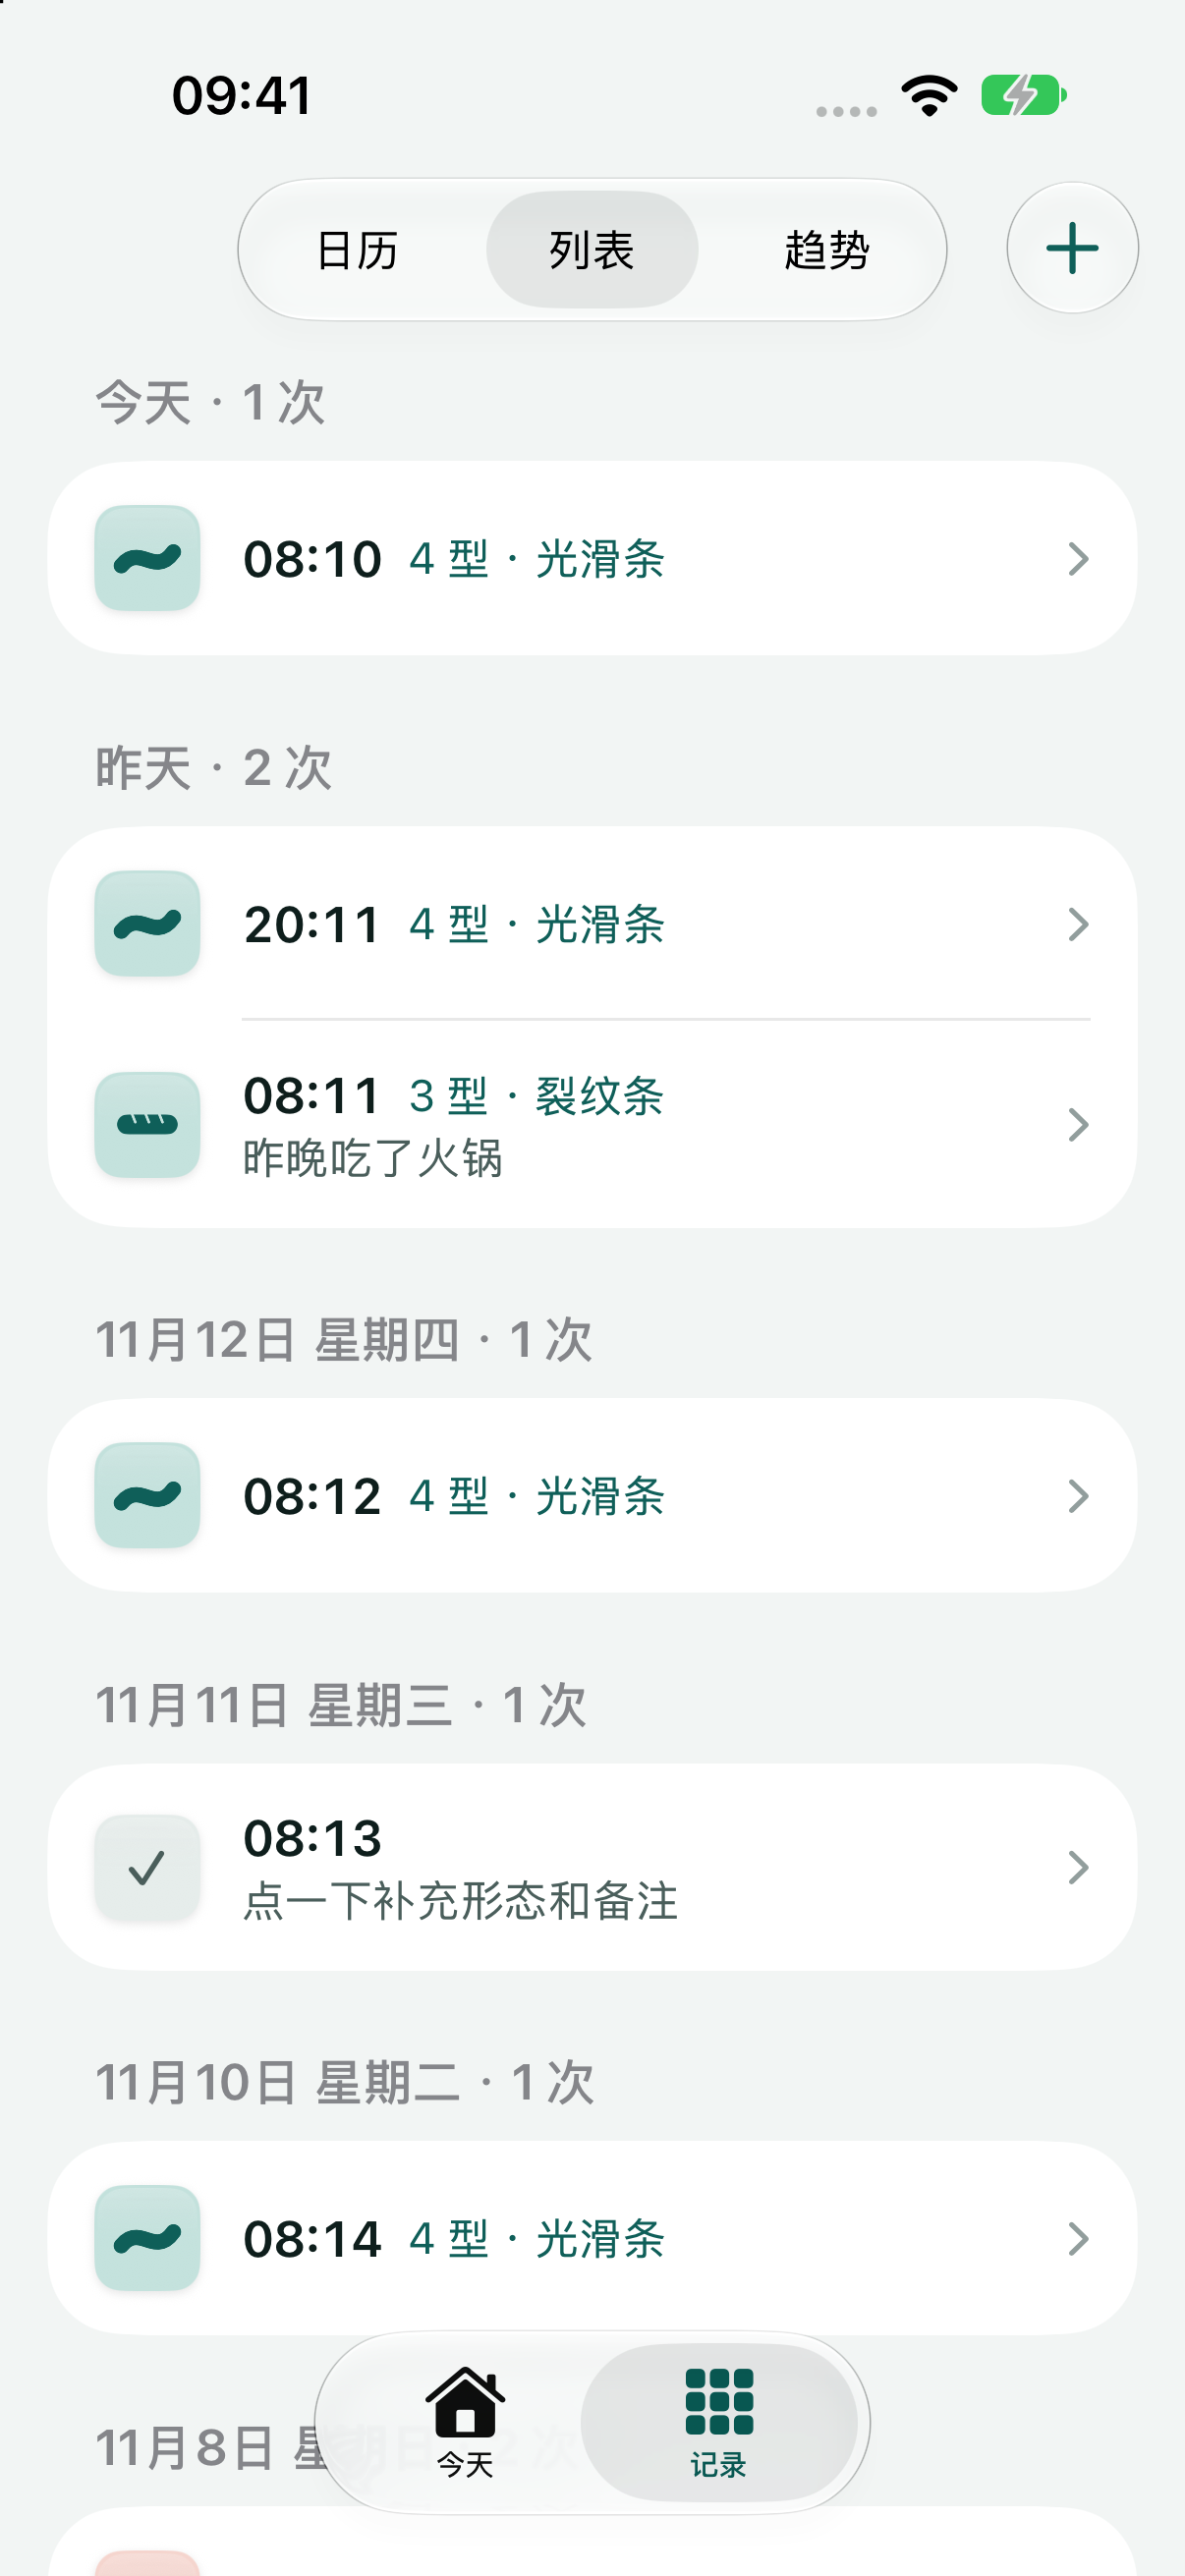 09:41
日历 列表 趋势
今天 · 1 次
08:10 4 型 · 光滑条
昨天 · 2 次
20:11 4 型 · 光滑条
08:11 3 型 · 裂纹条
昨晚吃了火锅
11月12日 星期四 · 1 次
08:12 4 型 · 光滑条
11月11日 星期三 · 1 次
08:13
点一下补充形态和备注
11月10日 星期二 · 1 次
08:14 4 型 · 光滑条
11月8日 星期日 · 2 次
今天 记录